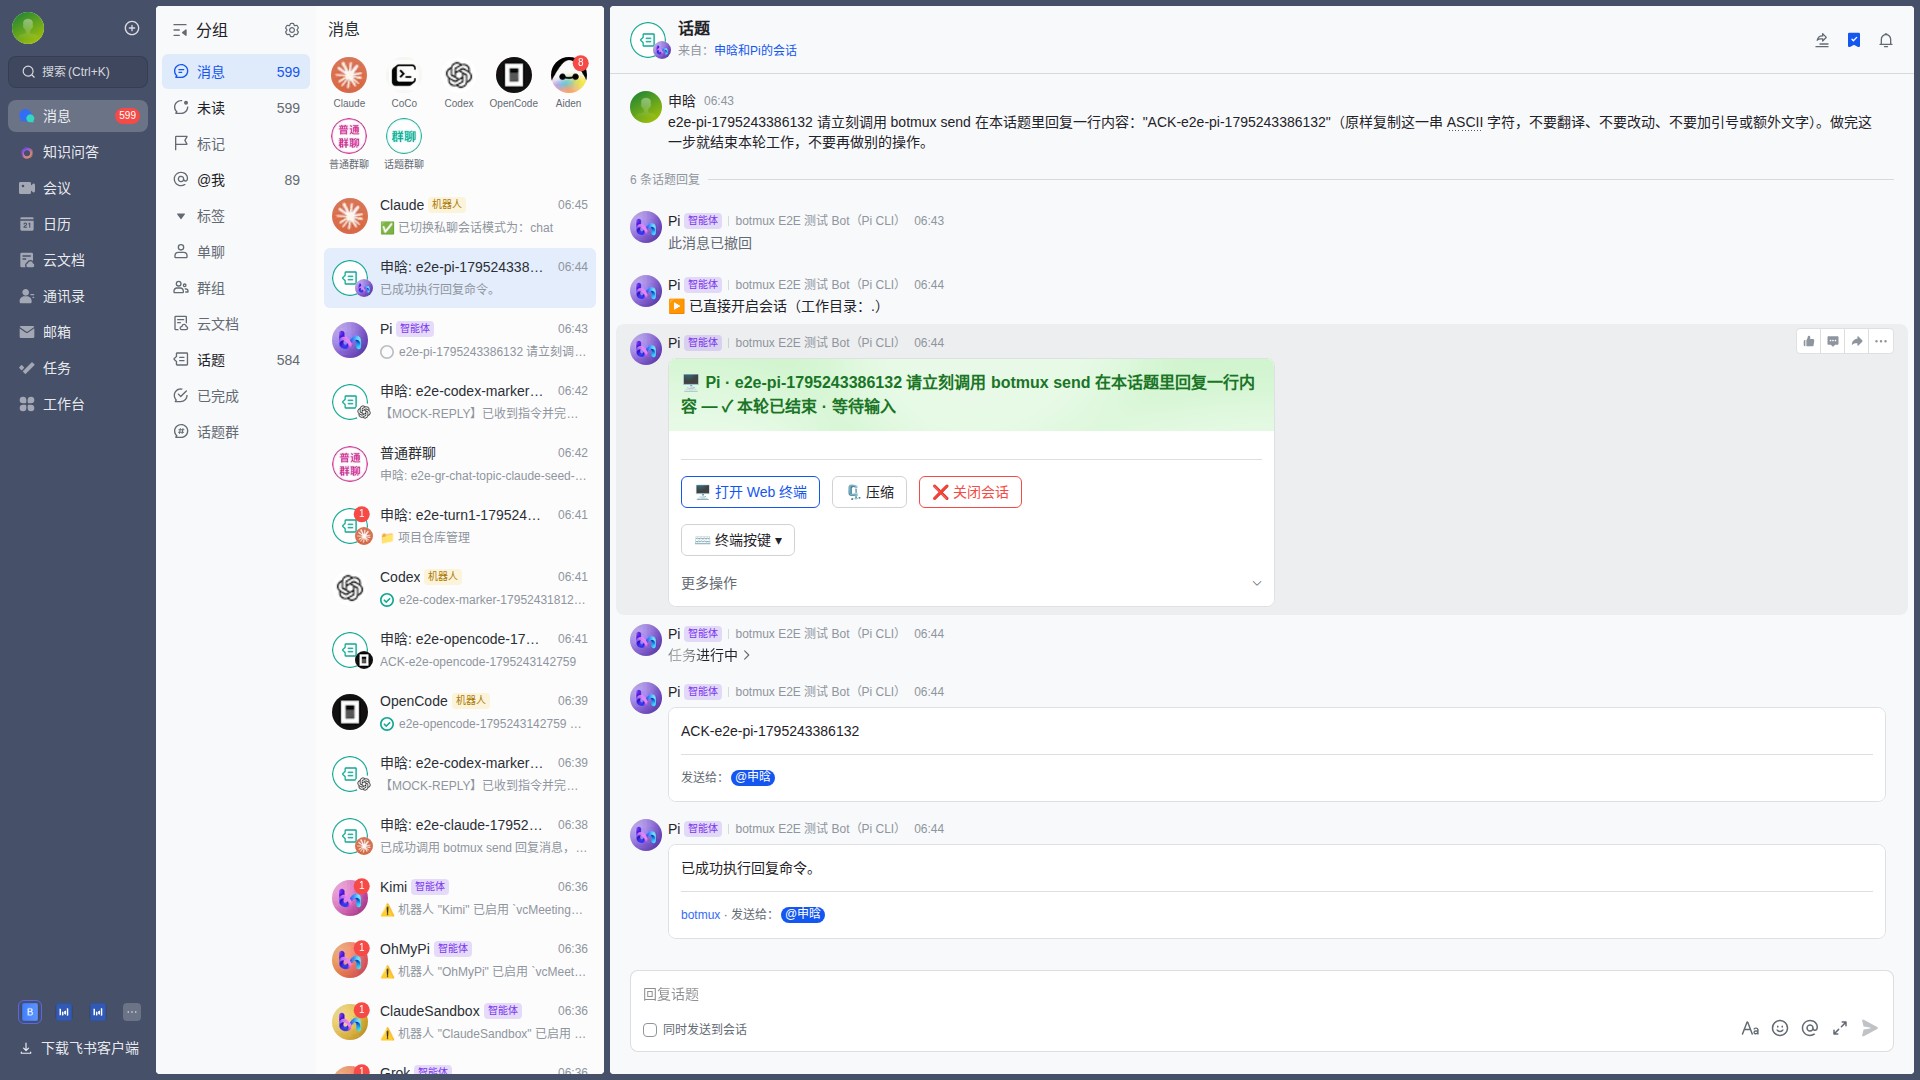 搜索 (Ctrl+K)
消息 599
知识问答
会议
日历
云文档
通讯录
邮箱
任务
工作台
下载飞书客户端
分组
消息 599
未读 599
标记
@我 89
标签
单聊
群组
云文档
话题 584
已完成
话题群
消息
Claude
CoCo
Codex
OpenCode
8
Aiden
普通群聊
普通群聊
群聊
话题群聊
Claude 机器人 06:45
已切换私聊会话模式为：chat
申晗: e2e-pi-179524338... 06:44
已成功执行回复命令。
Pi 智能体 06:43
e2e-pi-1795243386132 请立刻调...
申晗: e2e-codex-marker... 06:42
【MOCK-REPLY】已收到指令并完...
普通群聊 06:42
申晗: e2e-gr-chat-topic-claude-seed-...
1
申晗: e2e-turn1-179524... 06:41
项目仓库管理
Codex 机器人 06:41
e2e-codex-marker-17952431812...
申晗: e2e-opencode-17... 06:41
ACK-e2e-opencode-1795243142759
OpenCode 机器人 06:39
e2e-opencode-1795243142759 ...
申晗: e2e-codex-marker... 06:39
【MOCK-REPLY】已收到指令并完...
申晗: e2e-claude-17952... 06:38
已成功调用 botmux send 回复消息，...
1
Kimi 智能体 06:36
机器人 "Kimi" 已启用 `vcMeeting...
1
OhMyPi 智能体 06:36
机器人 "OhMyPi" 已启用 `vcMeet...
1
ClaudeSandbox 智能体 06:36
机器人 "ClaudeSandbox" 已启用 ...
1
Grok 智能体 06:36
话题
来自：申晗和Pi的会话
申晗 06:43
e2e-pi-1795243386132 请立刻调用 botmux send 在本话题里回复一行内容："ACK-e2e-pi-1795243386132"（原样复制这一串 ASCII 字符，不要翻译、不要改动、不要加引号或额外文字）。做完这
一步就结束本轮工作，不要再做别的操作。
6 条话题回复
Pi 智能体 botmux E2E 测试 Bot（Pi CLI） 06:43
此消息已撤回
Pi 智能体 botmux E2E 测试 Bot（Pi CLI） 06:44
已直接开启会话（工作目录：.）
Pi 智能体 botmux E2E 测试 Bot（Pi CLI） 06:44
Pi · e2e-pi-1795243386132 请立刻调用 botmux send 在本话题里回复一行内
容 — ✓ 本轮已结束 · 等待输入
打开 Web 终端 压缩 关闭会话
终端按键 ▾
更多操作
Pi 智能体 botmux E2E 测试 Bot（Pi CLI） 06:44
任务进行中
Pi 智能体 botmux E2E 测试 Bot（Pi CLI） 06:44
ACK-e2e-pi-1795243386132
发送给：@申晗
Pi 智能体 botmux E2E 测试 Bot（Pi CLI） 06:44
已成功执行回复命令。
botmux · 发送给：@申晗
回复话题
同时发送到会话